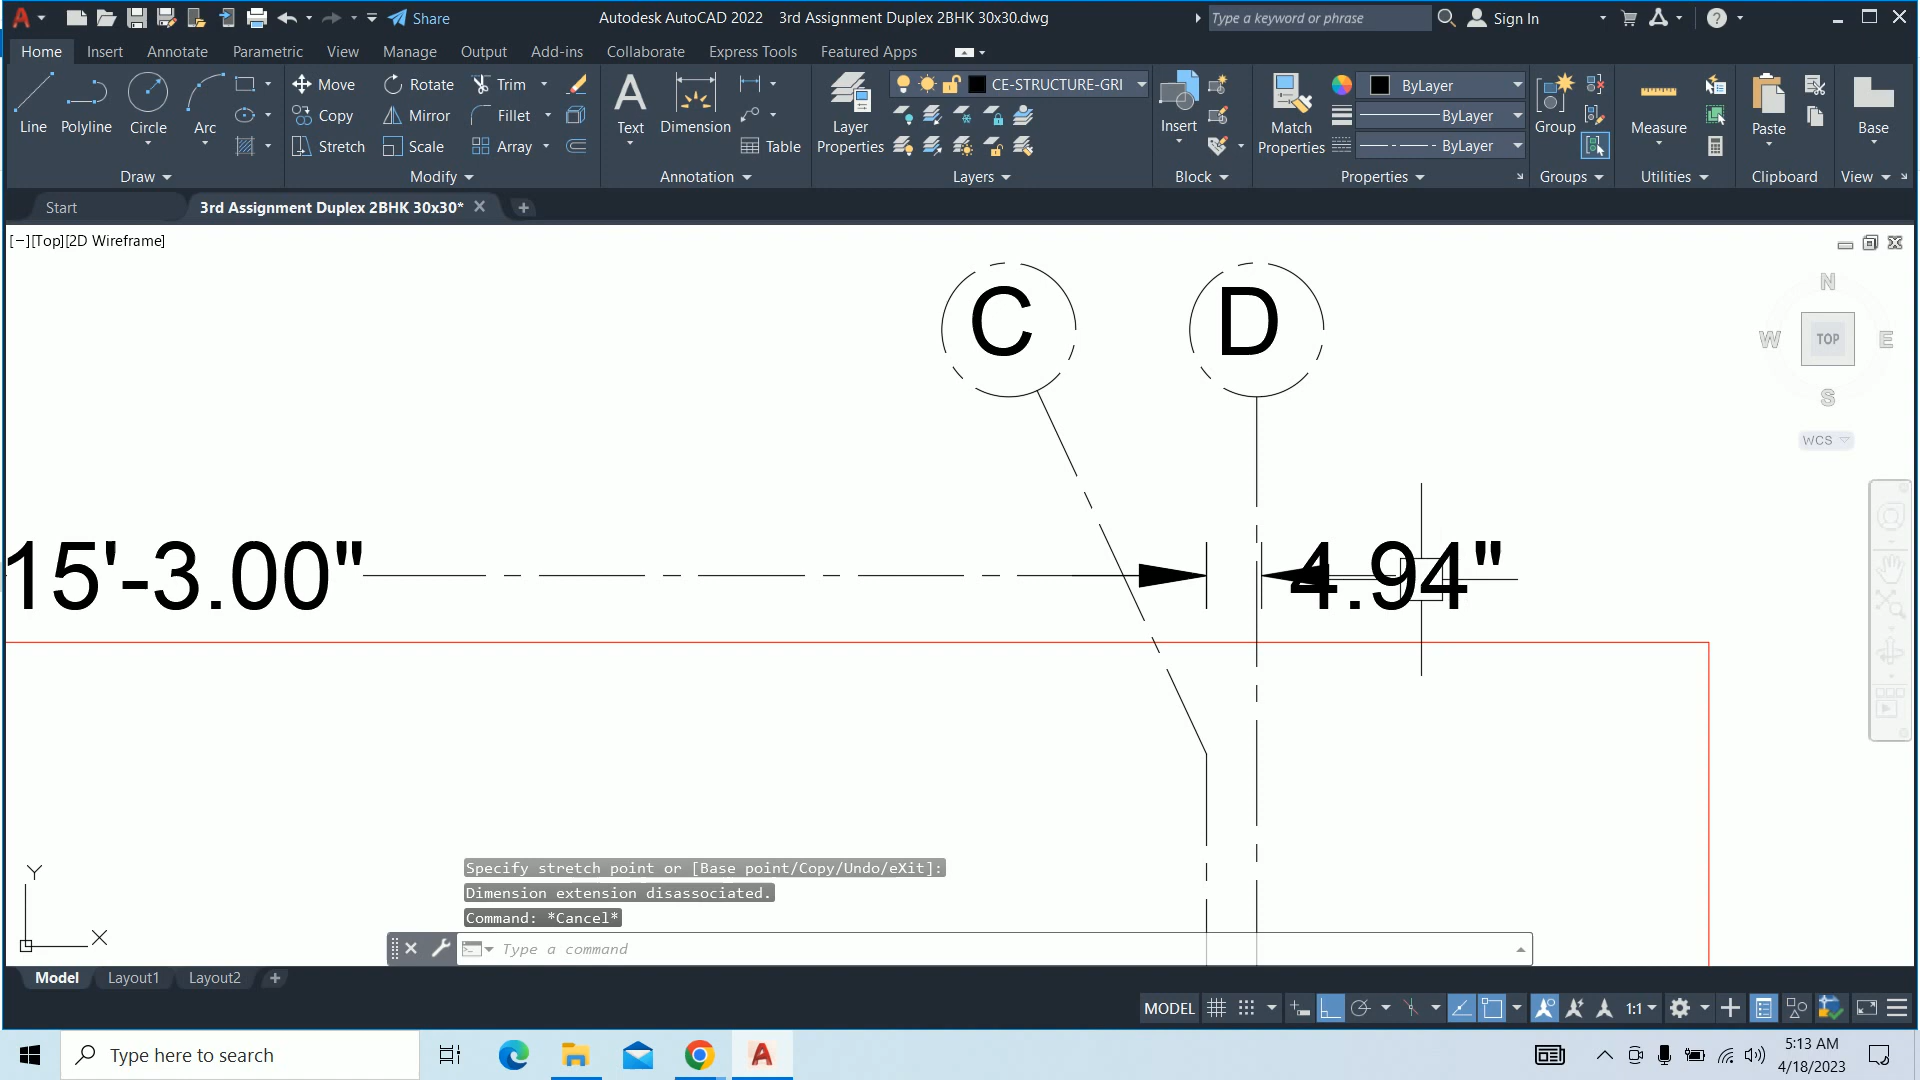 Share
Autodesk AutoCAD 2022 3rd Assignment Duplex 2BHK 30x30.dwg
Type a keyword or phrase
Sign In
Home Insert Annotate Parametric View Manage Output Add-ins Collaborate Express Tools Featured Apps
Line Polyline Circle Arc
Move Rotate Trim
Copy Mirror Fillet
Stretch Scale Array
Text Dimension Table
Layer Properties
CE-STRUCTURE-GRI
Insert
Match Properties
ByLayer
ByLayer
ByLayer
Group
Measure
Paste
Base
Draw Modify Annotation Layers Block Properties Groups Utilities Clipboard View
Start 3rd Assignment Duplex 2BHK 30x30*
[−][Top][2D Wireframe]
N
W TOP E
S
WCS
C D
15'-3.00" 4.94"
Specify stretch point or [Base point/Copy/Undo/eXit]:
Dimension extension disassociated.
Command: *Cancel*
Type a command
Y
X
Model Layout1 Layout2
MODEL 1:1
Type here to search
5:13 AM
4/18/2023